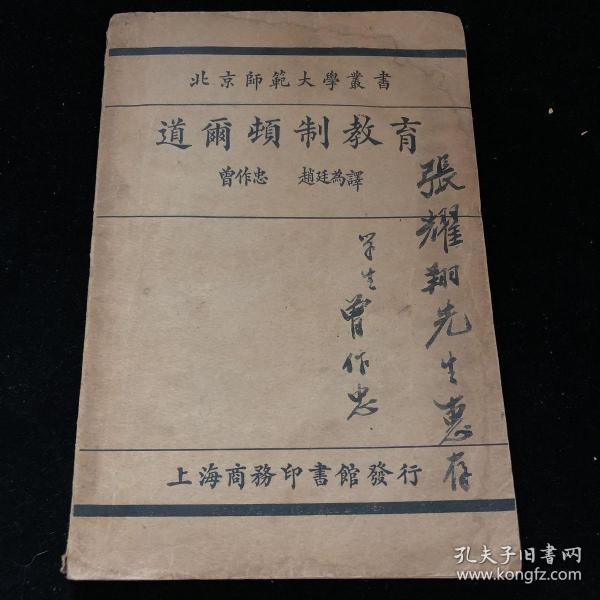 北京師範大學叢書
道爾頓制教育
曾作忠 趙廷為譯
張耀翔先生惠存
学生曾作忠
上海商務印書館發行
孔夫子旧书网
www.kongfz.com